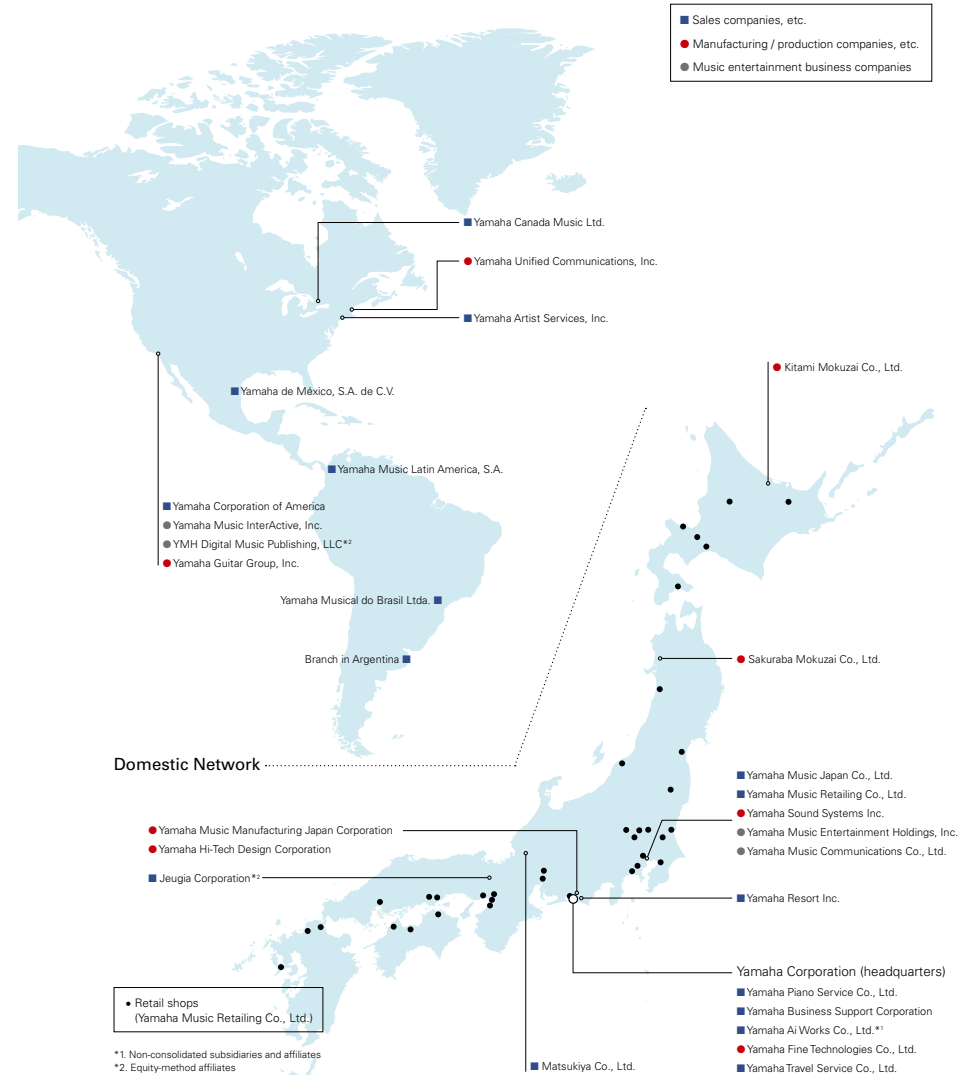 Sales companies, etc.
Manufacturing / production companies, etc.
Music entertainment business companies
Yamaha Canada Music Ltd.
Yamaha Unified Communications, Inc.
Yamaha Artist Services, Inc.
Yamaha de México, S.A. de C.V.
Yamaha Music Latin America, S.A.
Yamaha Corporation of America
Yamaha Music InterActive, Inc.
YMH Digital Music Publishing, LLC*2
Yamaha Guitar Group, Inc.
Yamaha Musical do Brasil Ltda.
Branch in Argentina
Kitami Mokuzai Co., Ltd.
Sakuraba Mokuzai Co., Ltd.
Domestic Network
Yamaha Music Japan Co., Ltd.
Yamaha Music Retailing Co., Ltd.
Yamaha Sound Systems Inc.
Yamaha Music Entertainment Holdings, Inc.
Yamaha Music Communications Co., Ltd.
Yamaha Music Manufacturing Japan Corporation
Yamaha Hi-Tech Design Corporation
Jeugia Corporation*2
Yamaha Resort Inc.
Yamaha Corporation (headquarters)
Yamaha Piano Service Co., Ltd.
Yamaha Business Support Corporation
Yamaha Ai Works Co., Ltd.*1
Yamaha Fine Technologies Co., Ltd.
Yamaha Travel Service Co., Ltd.
Matsukiya Co., Ltd.
• Retail shops
(Yamaha Music Retailing Co., Ltd.)
*1. Non-consolidated subsidiaries and affiliates
*2. Equity-method affiliates